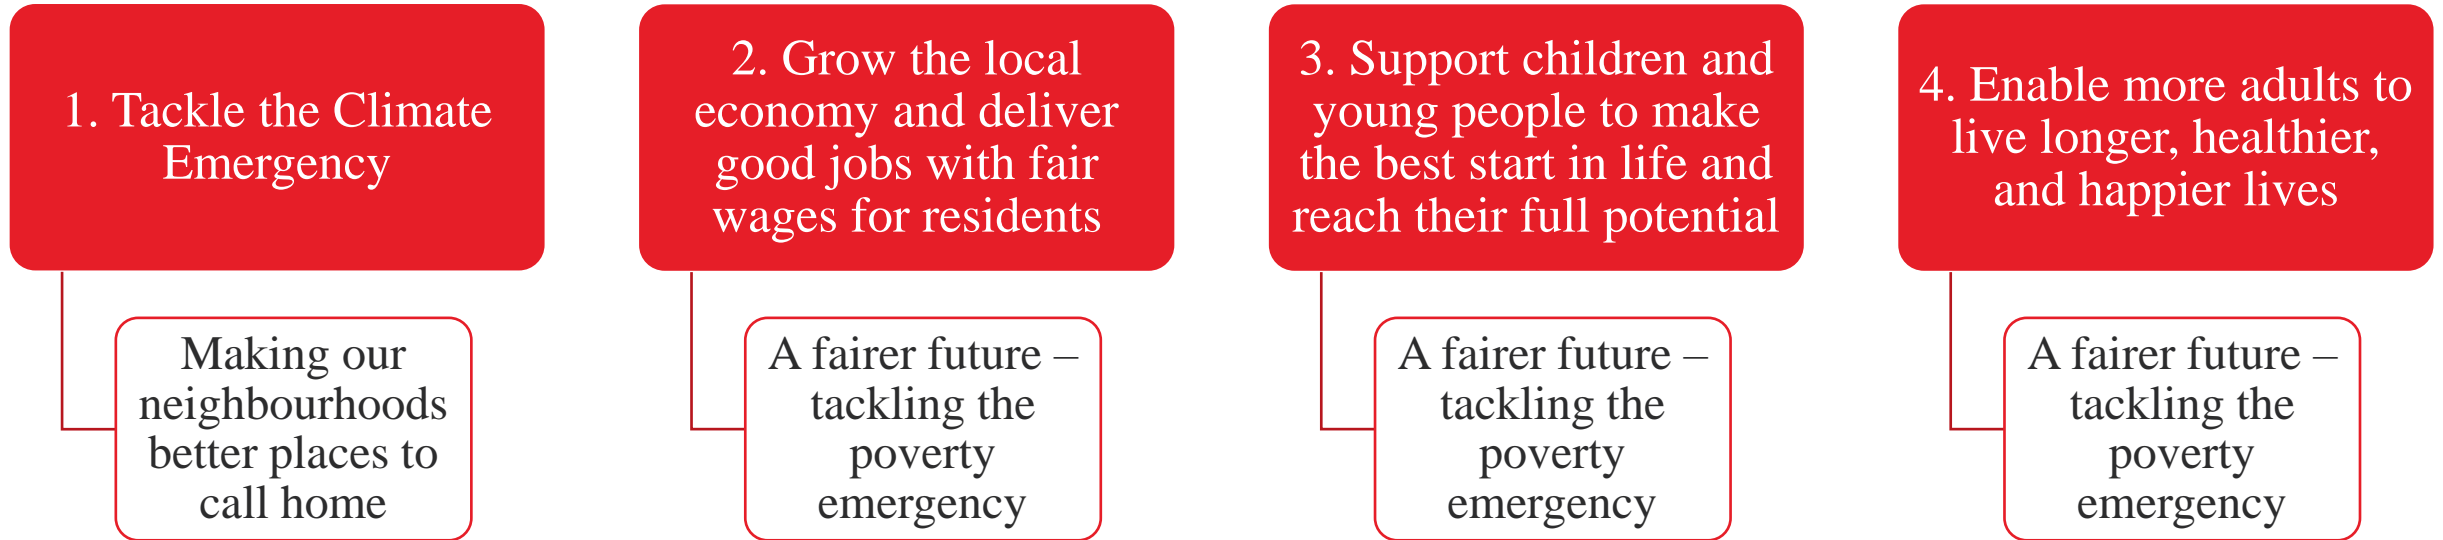 1. Tackle the Climate
Emergency
Making our
neighbourhoods
better places to
call home
2. Grow the local
economy and deliver
good jobs with fair
wages for residents
A fairer future –
tackling the
poverty
emergency
3. Support children and
young people to make
the best start in life and
reach their full potential
A fairer future –
tackling the
poverty
emergency
4. Enable more adults to
live longer, healthier,
and happier lives
A fairer future –
tackling the
poverty
emergency